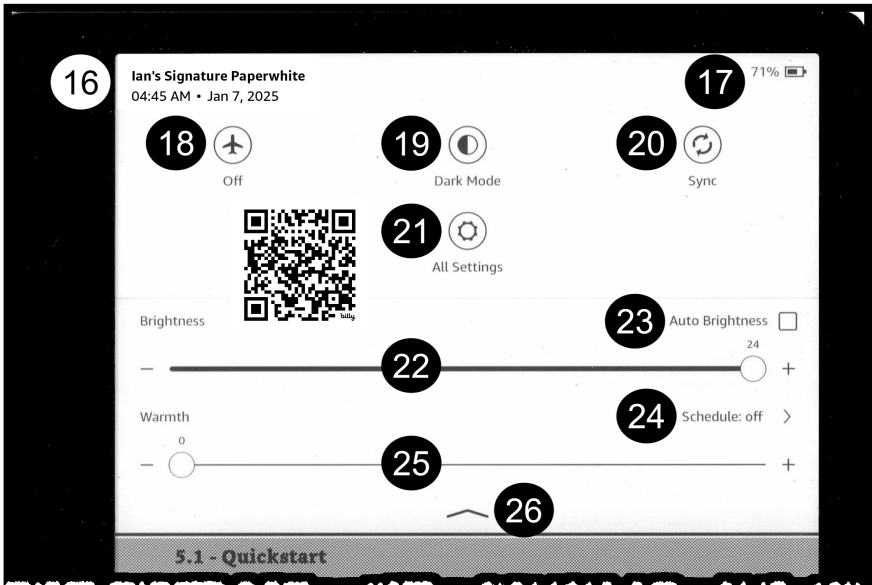 16
Ian's Signature Paperwhite
04:45 AM • Jan 7, 2025
17
71%
18
Off
19
Dark Mode
20
Sync
21
All Settings
bitly
Brightness
23
Auto Brightness
24
22
Warmth
24
Schedule: off
0
25
26
5.1 - Quickstart